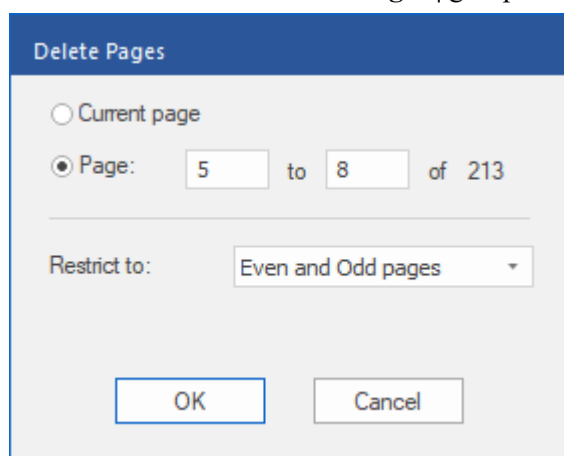 Delete Pages
Current page
Page: 5 to 8 of 213
Restrict to: Even and Odd pages
OK Cancel